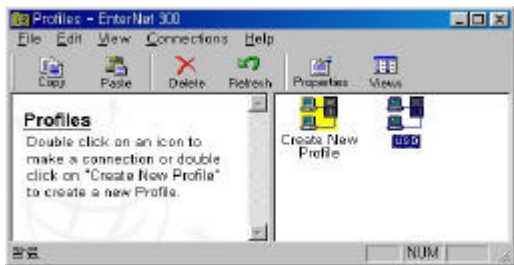 Profiles - EnterNet 300
File Edit View Connections Help
Copy Paste Delete Refresh Properties Views
Profiles
Double click on an icon to
make a connection or double
click on "Create New Profile"
to create a new Profile.
Create New
Profile
완료
NUM